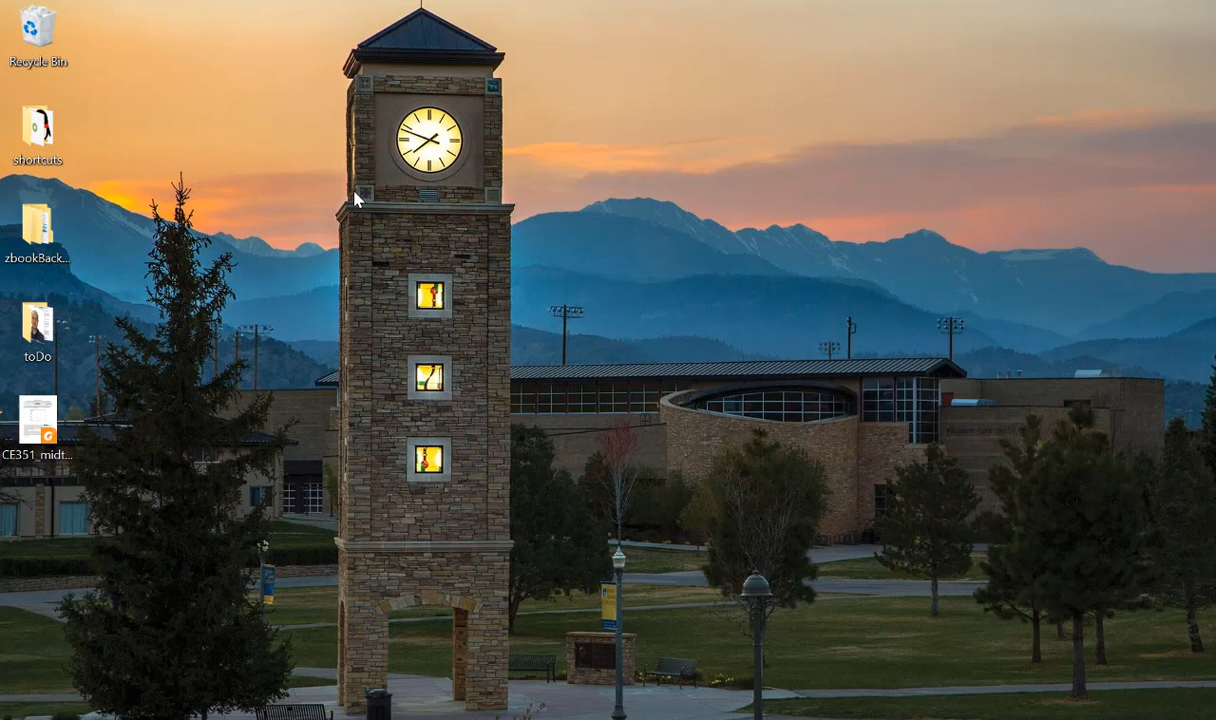 Recycle Bin
shortcuts
zbookBack...
toDo
CE351_midt...